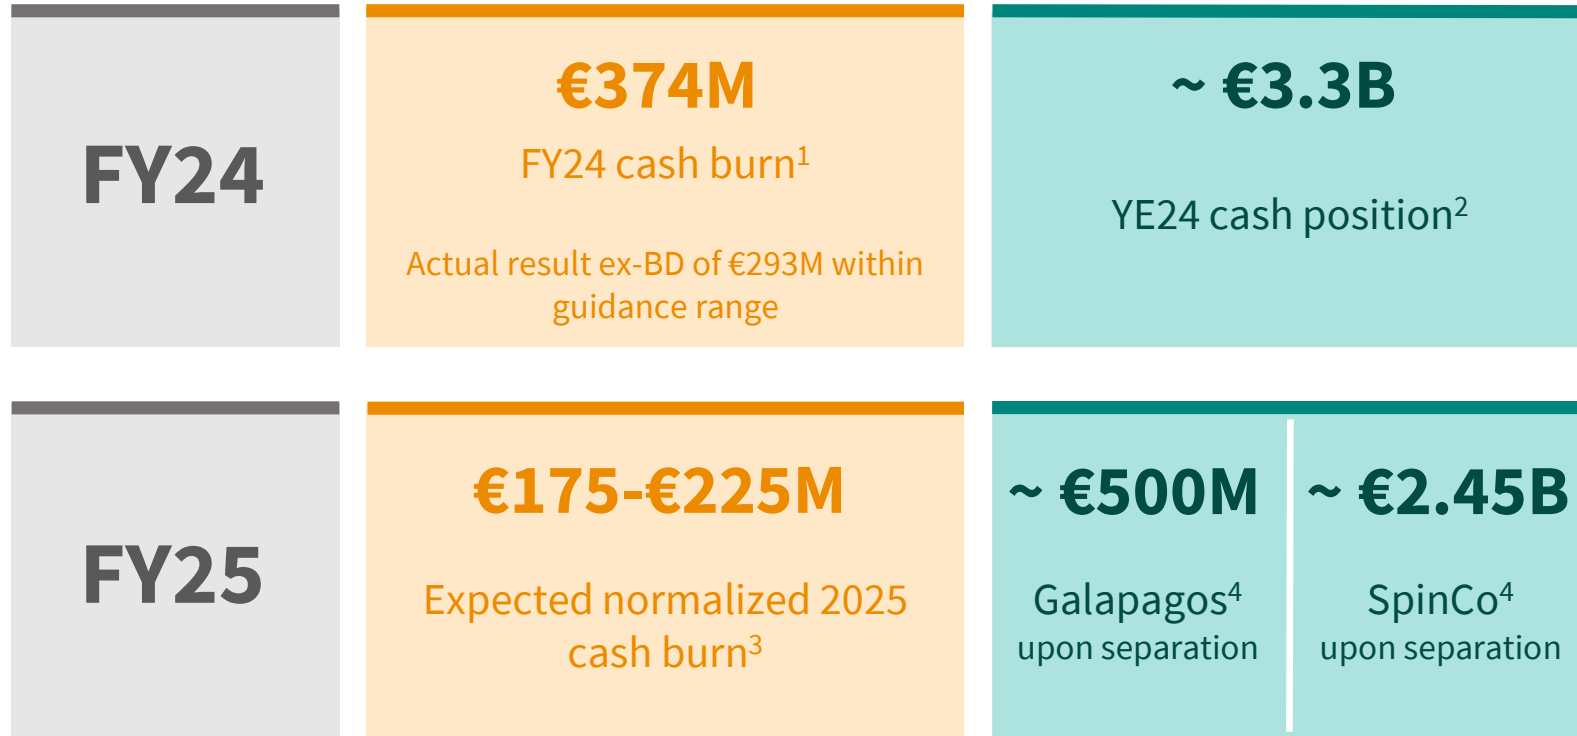 FY24
€374M
FY24 cash burn¹
Actual result ex-BD of €293M within
guidance range
~ €3.3B
YE24 cash position²
FY25
€175-€225M
Expected normalized 2025
cash burn³
~ €500M
Galapagos⁴
upon separation
~ €2.45B
SpinCo⁴
upon separation